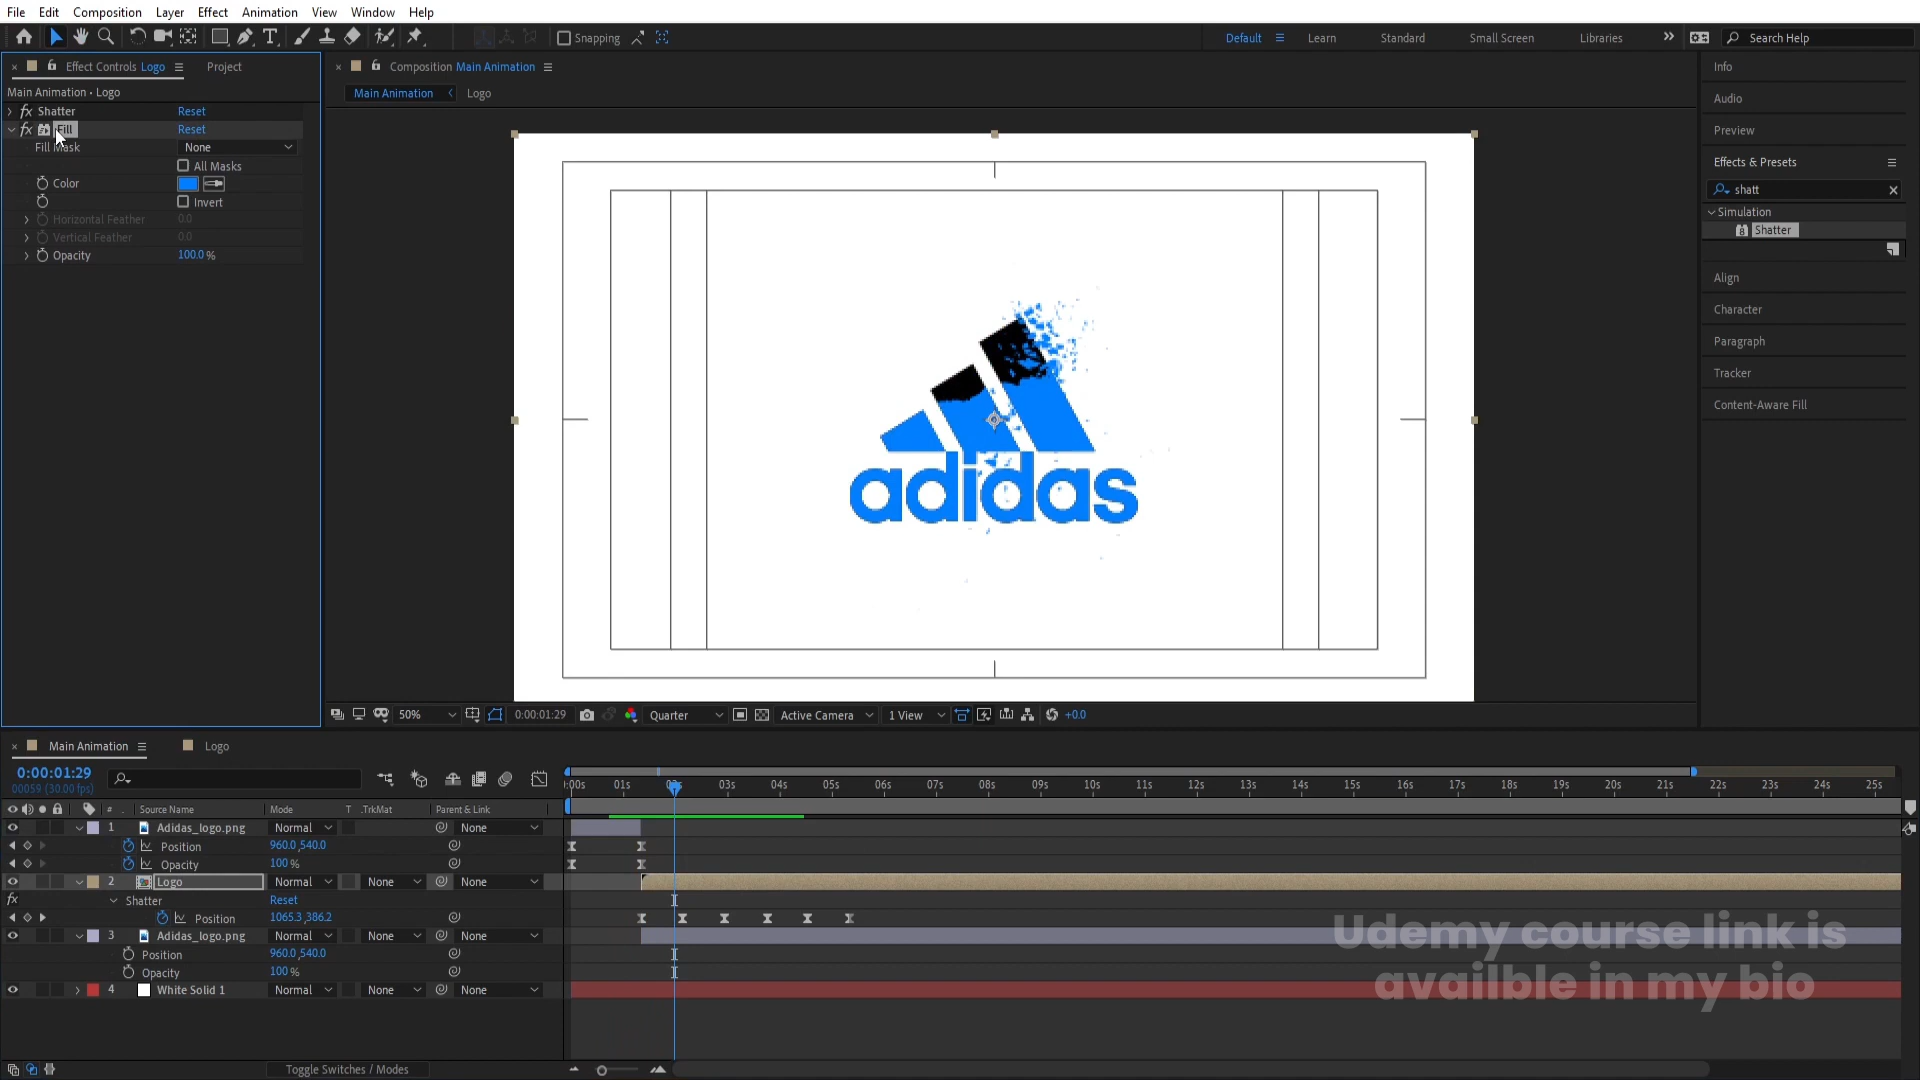 File Edit Composition Layer Effect Animation View Window Help
Snapping Default Learn Standard Small Screen Libraries Search Help
Effect Controls Logo Project
Main Animation • Logo
fx Shatter Reset
fx Fill Reset
Fill Mask None
All Masks
Color
Invert
Horizontal Feather 0.0
Vertical Feather 0.0
Opacity 100.0 %
Composition Main Animation
Main Animation Logo
adidas
50% 0:00:01:29 Quarter Active Camera 1 View +0.0
Info
Audio
Preview
Effects & Presets
shatt
Simulation
Shatter
Align
Character
Paragraph
Tracker
Content-Aware Fill
Main Animation Logo
0:00:01:29
00059 (30.00 fps)
:00s 01s 03s 04s 05s 06s 07s 08s 09s 10s 11s 12s 13s 14s 15s 16s 17s 18s 19s 20s 21s 22s 23s 24s 25s
# Source Name Mode T .TrkMat Parent & Link
1 Adidas_logo.png Normal None
Position 960.0,540.0
Opacity 100 %
2 Logo Normal None None
fx Shatter Reset
Position 1065.3,386.2
3 Adidas_logo.png Normal None None
Position 960.0,540.0
Opacity 100 %
4 White Solid 1 Normal None None
Toggle Switches / Modes
Udemy course link is
availble in my bio